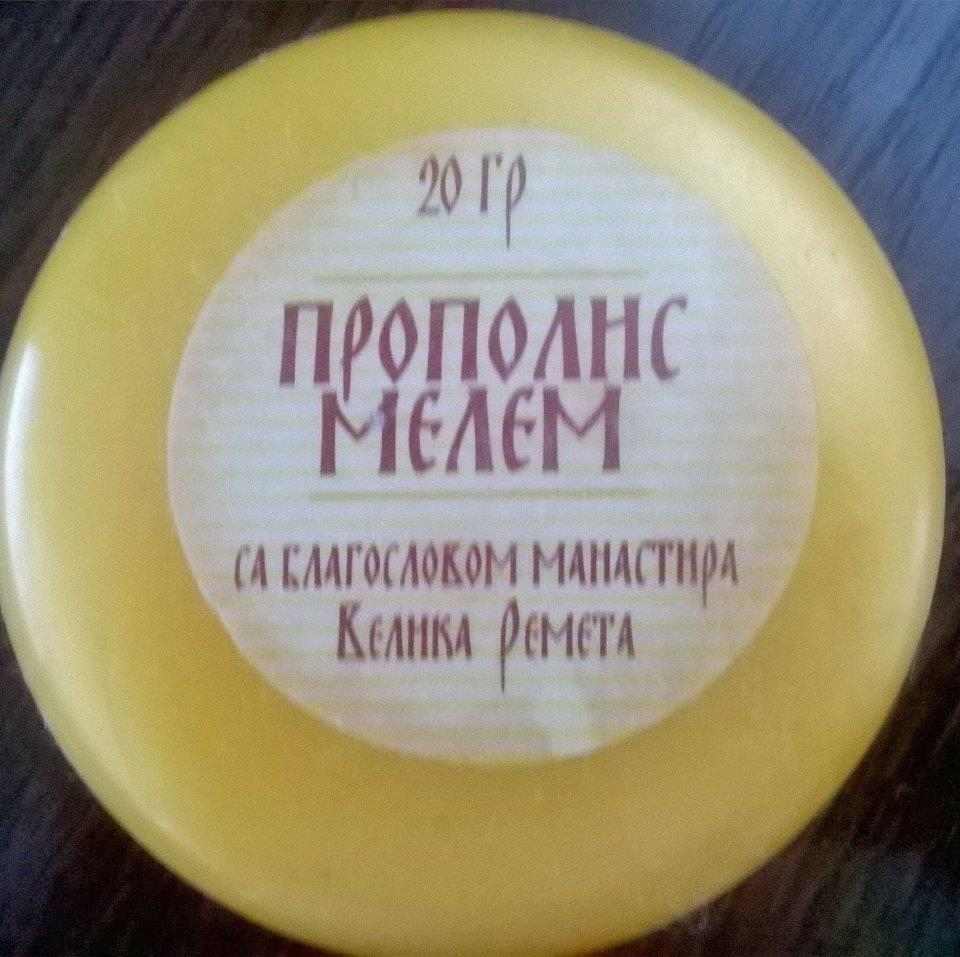 20 ГР
ПРОПОЛИС
МЕЛЕМ
СА БЛАГОСЛОВОМ МАНАСТИРА
ВЕЛИКА РЕМЕТА